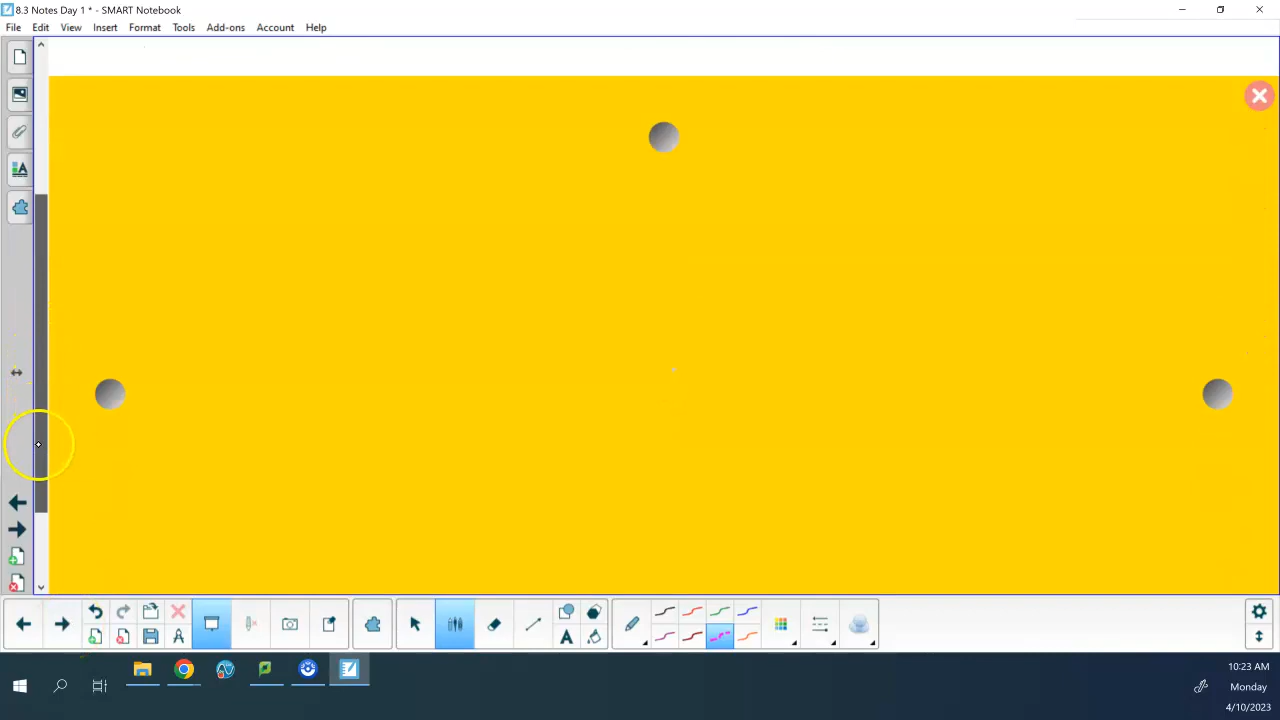 8.3 Notes Day 1 * - SMART Notebook
File Edit View Insert Format Tools Add-ons Account Help
10:23 AM
Monday
4/10/2023